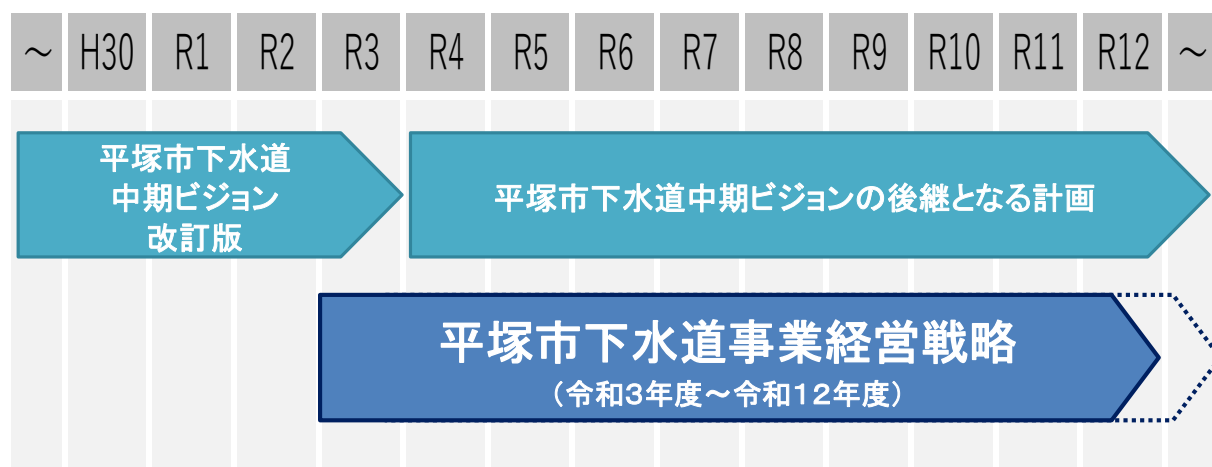 ～ H30 R1 R2 R3 R4 R5 R6 R7 R8 R9 R10 R11 R12 ～
平塚市下水道
中期ビジョン
改訂版
平塚市下水道中期ビジョンの後継となる計画
平塚市下水道事業経営戦略
（令和３年度～令和１２年度）